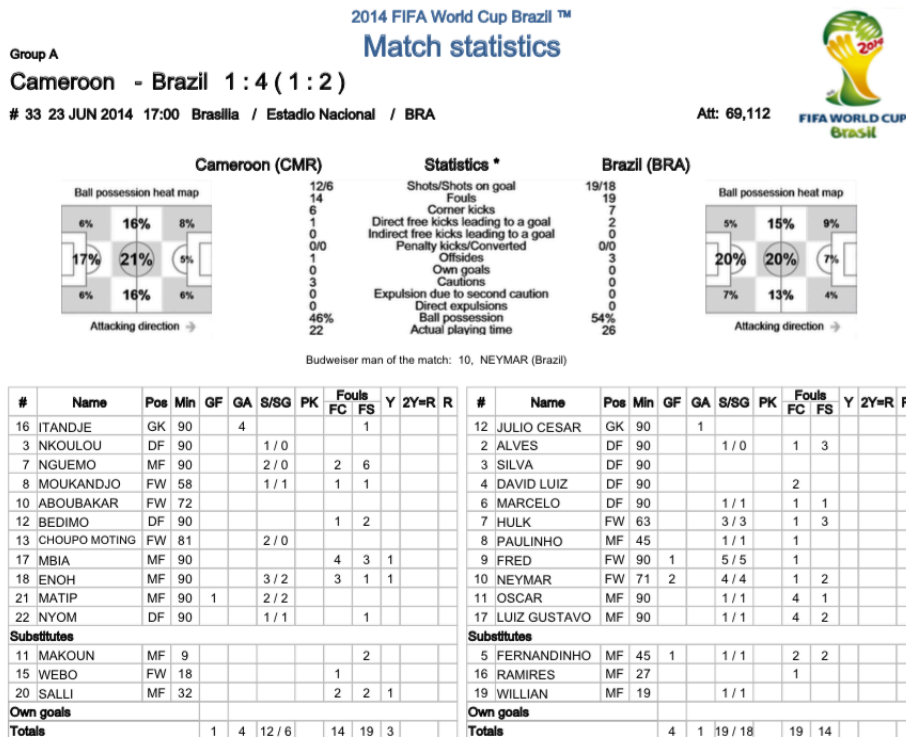 2014 FIFA World Cup Brazil ™
Match statistics
2014
FIFA WORLD CUP
Brasil
Group A
Cameroon - Brazil 1 : 4 ( 1 : 2 )
# 33 23 JUN 2014 17:00 Brasilia / Estadio Nacional / BRA Att: 69,112
Cameroon (CMR) Statistics * Brazil (BRA)
12/6 Shots/Shots on goal 19/18
14 Fouls 19
6 Corner kicks 7
1 Direct free kicks leading to a goal 2
0 Indirect free kicks leading to a goal 0
0/0 Penalty kicks/Converted 0/0
1 Offsides 3
0 Own goals 0
3 Cautions 0
0 Expulsion due to second caution 0
0 Direct expulsions 0
46% Ball possession 54%
22 Actual playing time 26
Ball possession heat map
6% 16% 8%
17% 21% 5%
6% 16% 6%
Attacking direction
Ball possession heat map
5% 15% 9%
20% 20% 7%
7% 13% 4%
Attacking direction
Budweiser man of the match: 10, NEYMAR (Brazil)
# Name Pos Min GF GA S/SG PK Fouls FC FS Y 2Y=R R
16 ITANDJE GK 90 4 1
3 NKOULOU DF 90 1 / 0
7 NGUEMO MF 90 2 / 0 2 6
8 MOUKANDJO FW 58 1 / 1 1 1
10 ABOUBAKAR FW 72
12 BEDIMO DF 90 1 2
13 CHOUPO MOTING FW 81 2 / 0
17 MBIA MF 90 4 3 1
18 ENOH MF 90 3 / 2 3 1 1
21 MATIP MF 90 1 2 / 2
22 NYOM DF 90 1 / 1 1
Substitutes
11 MAKOUN MF 9 2
15 WEBO FW 18 1
20 SALLI MF 32 2 2 1
Own goals
Totals 1 4 12 / 6 14 19 3
# Name Pos Min GF GA S/SG PK Fouls FC FS Y 2Y=R R
12 JULIO CESAR GK 90 1
2 ALVES DF 90 1 / 0 1 3
3 SILVA DF 90
4 DAVID LUIZ DF 90 2
6 MARCELO DF 90 1 / 1 1 1
7 HULK FW 63 3 / 3 1 3
8 PAULINHO MF 45 1 / 1 1
9 FRED FW 90 1 5 / 5 1
10 NEYMAR FW 71 2 4 / 4 1 2
11 OSCAR MF 90 1 / 1 4 1
17 LUIZ GUSTAVO MF 90 1 / 1 4 2
Substitutes
5 FERNANDINHO MF 45 1 1 / 1 2 2
16 RAMIRES MF 27 1
19 WILLIAN MF 19 1 / 1
Own goals
Totals 4 1 19 / 18 19 14